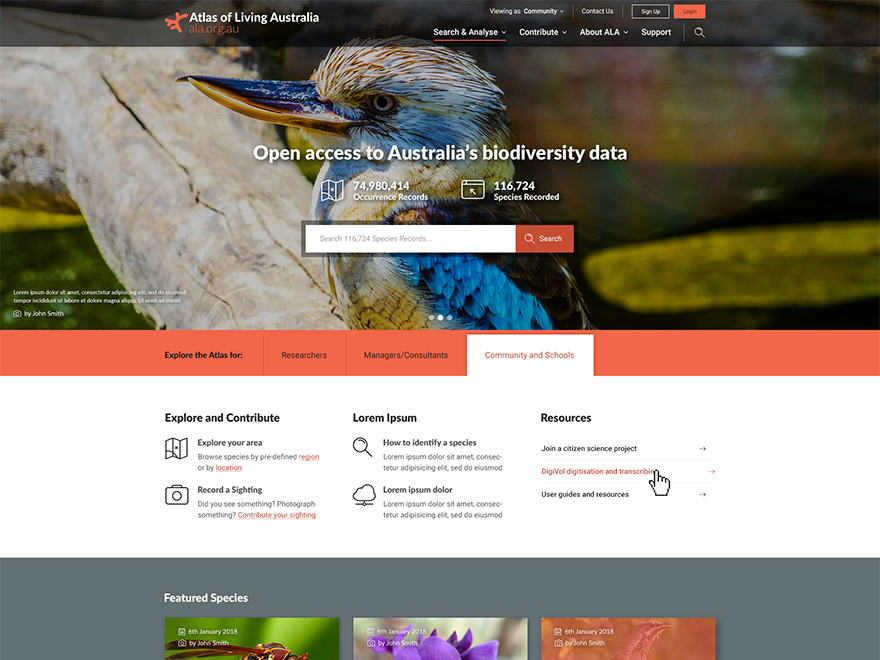 Viewing as Community
Contact Us
Sign Up
Login
Atlas of Living Australia
ala.org.au
Search & Analyse
Contribute
About ALA
Support
Open access to Australia's biodiversity data
74,980,414
Occurrence Records
116,724
Species Recorded
Search 116,724 Species Records...
Search
Lorem ipsum dolor sit amet, consectetur adipisicing elit, sed do eiusmod
tempor incididunt ut labore et dolore magna aliqua. Ut enim ad minim
by John Smith
Explore the Atlas for:
Researchers
Managers/Consultants
Community and Schools
Explore and Contribute
Explore your area
Browse species by pre-defined region
or by location
Record a Sighting
Did you see something? Photograph
something? Contribute your sighting
Lorem Ipsum
How to identify a species
Lorem ipsum dolor sit amet, consec-
tetur adipisicing elit, sed do eiusmod
Lorem ipsum dolor
Lorem ipsum dolor sit amet, consec-
tetur adipisicing elit, sed do eiusmod
Resources
Join a citizen science project
DigiVol digitisation and transcribing
User guides and resources
Featured Species
6th January 2018
by John Smith
6th January 2018
by John Smith
6th January 2018
by John Smith